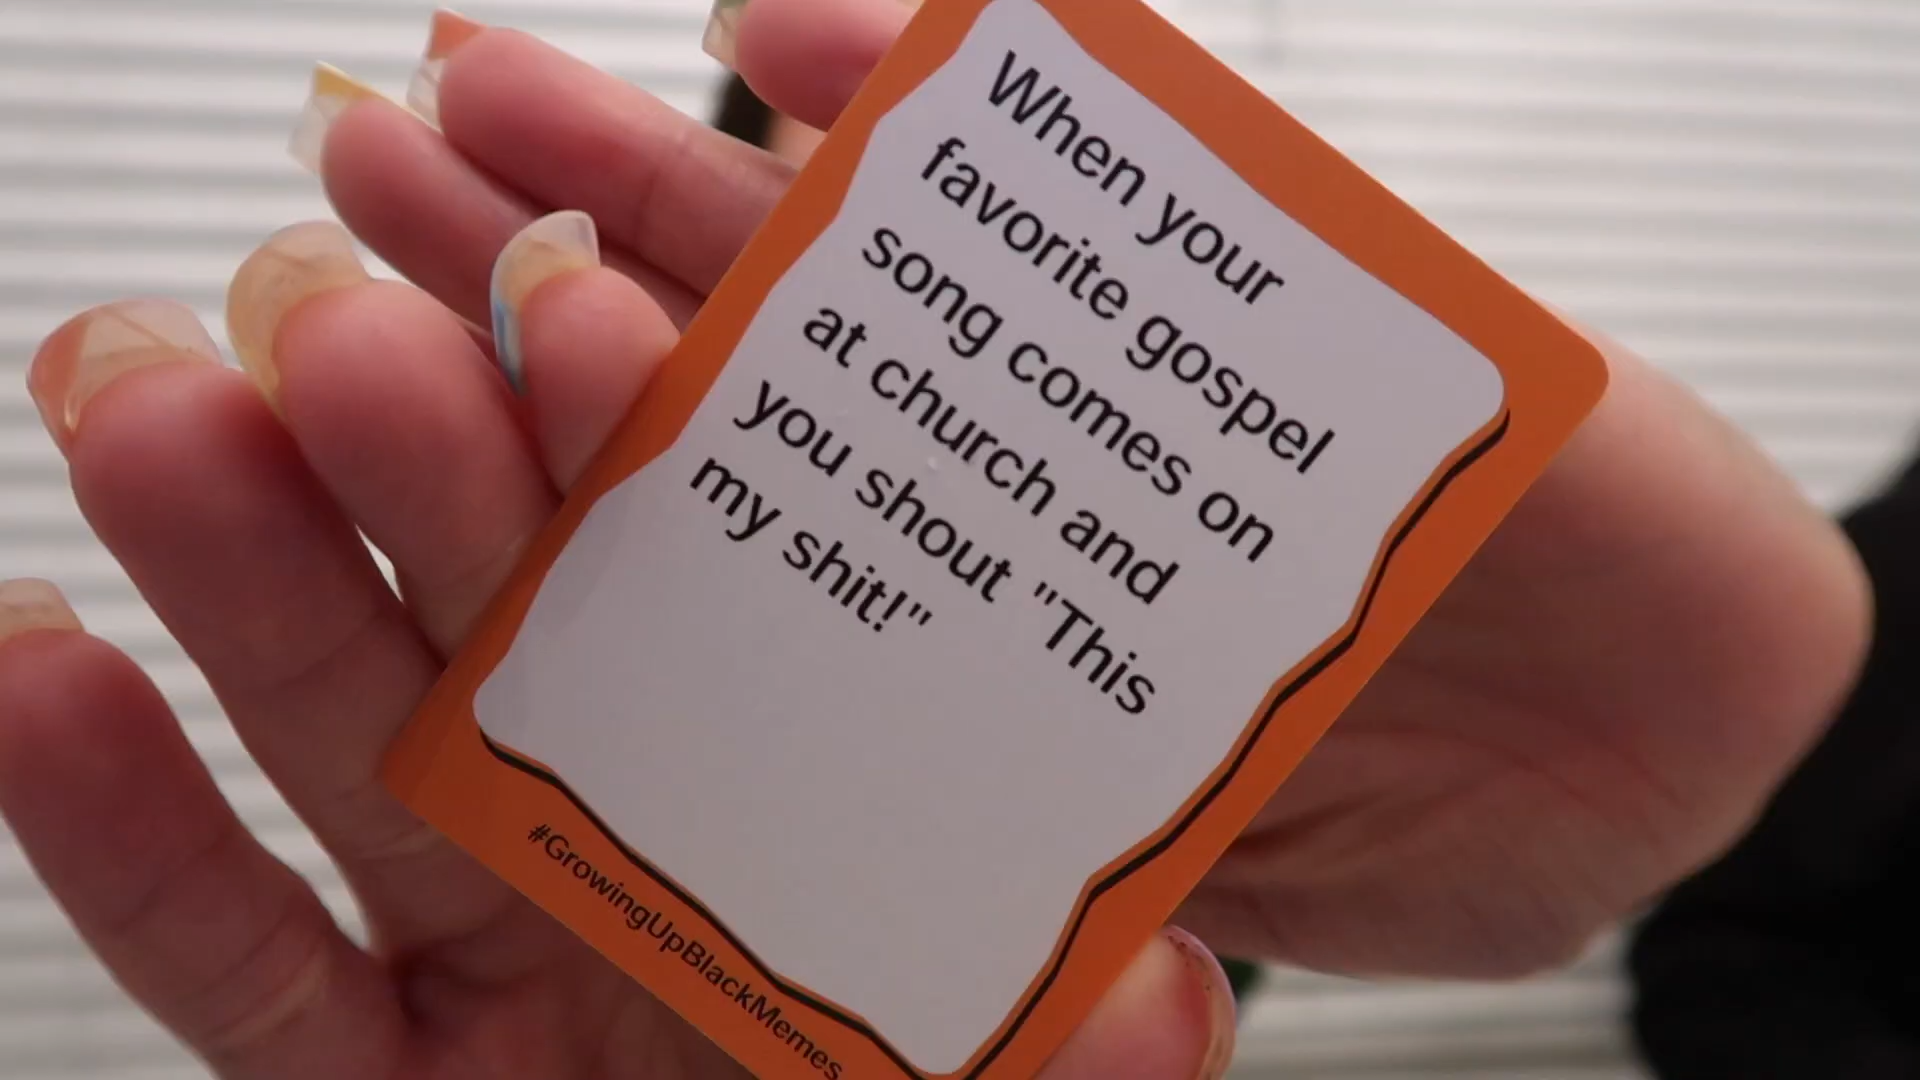 When your
favorite gospel
song comes on
at church and
you shout "This
my shit!"
#GrowingUpBlackMemes